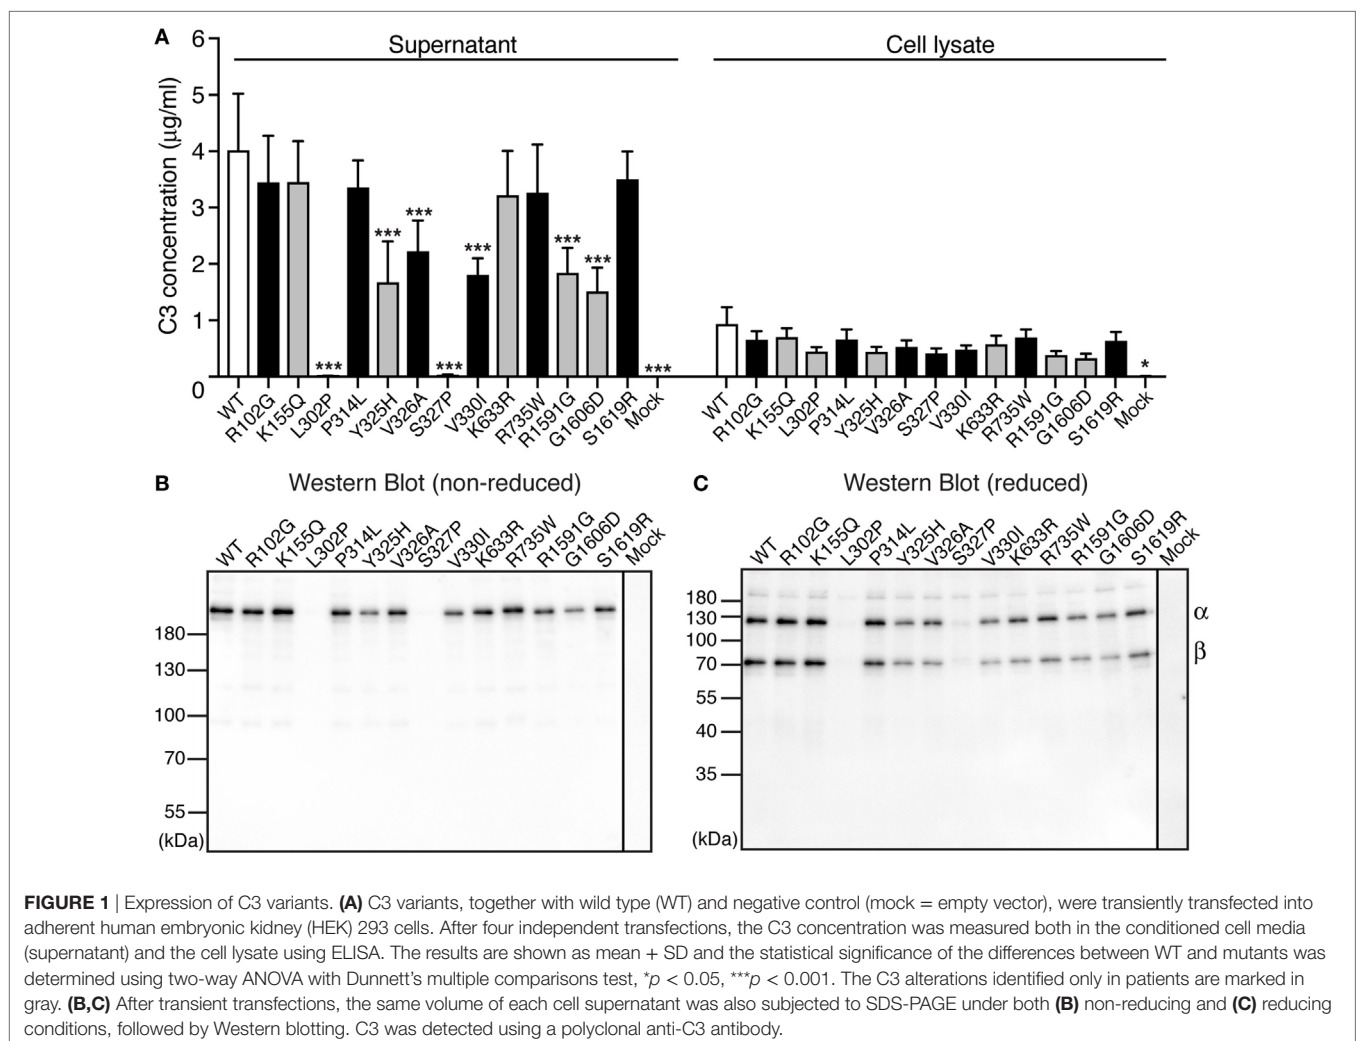 A
Supernatant
Cell lysate
C3 concentration (μg/ml)
6
5
4
3
2
1
0
*** *** *** *** *** *** *** ***
*
WT R102G K155Q L302P P314L Y325H V326A S327P V330I K633R R735W R1591G G1606D S1619R Mock
WT R102G K155Q L302P P314L Y325H V326A S327P V330I K633R R735W R1591G G1606D S1619R Mock
B
Western Blot (non-reduced)
WT R102G K155Q L302P P314L Y325H V326A S327P V330I K633R R735W R1591G G1606D S1619R Mock
180
130
100
70
55
(kDa)
C
Western Blot (reduced)
WT R102G K155Q L302P P314L Y325H V326A S327P V330I K633R R735W R1591G G1606D S1619R Mock
180
130
100
70
55
40
35
(kDa)
α
β
FIGURE 1 | Expression of C3 variants. (A) C3 variants, together with wild type (WT) and negative control (mock = empty vector), were transiently transfected into
adherent human embryonic kidney (HEK) 293 cells. After four independent transfections, the C3 concentration was measured both in the conditioned cell media
(supernatant) and the cell lysate using ELISA. The results are shown as mean + SD and the statistical significance of the differences between WT and mutants was
determined using two-way ANOVA with Dunnett's multiple comparisons test, *p < 0.05, ***p < 0.001. The C3 alterations identified only in patients are marked in
gray. (B,C) After transient transfections, the same volume of each cell supernatant was also subjected to SDS-PAGE under both (B) non-reducing and (C) reducing
conditions, followed by Western blotting. C3 was detected using a polyclonal anti-C3 antibody.